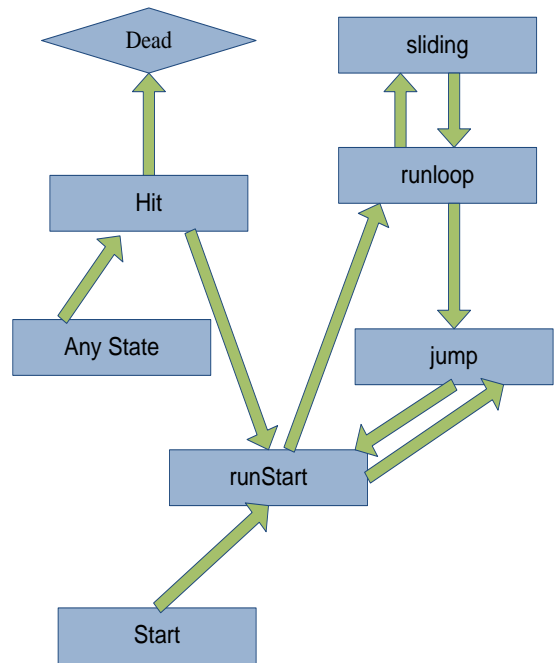 Dead
sliding
Hit
runloop
Any State
jump
runStart
Start